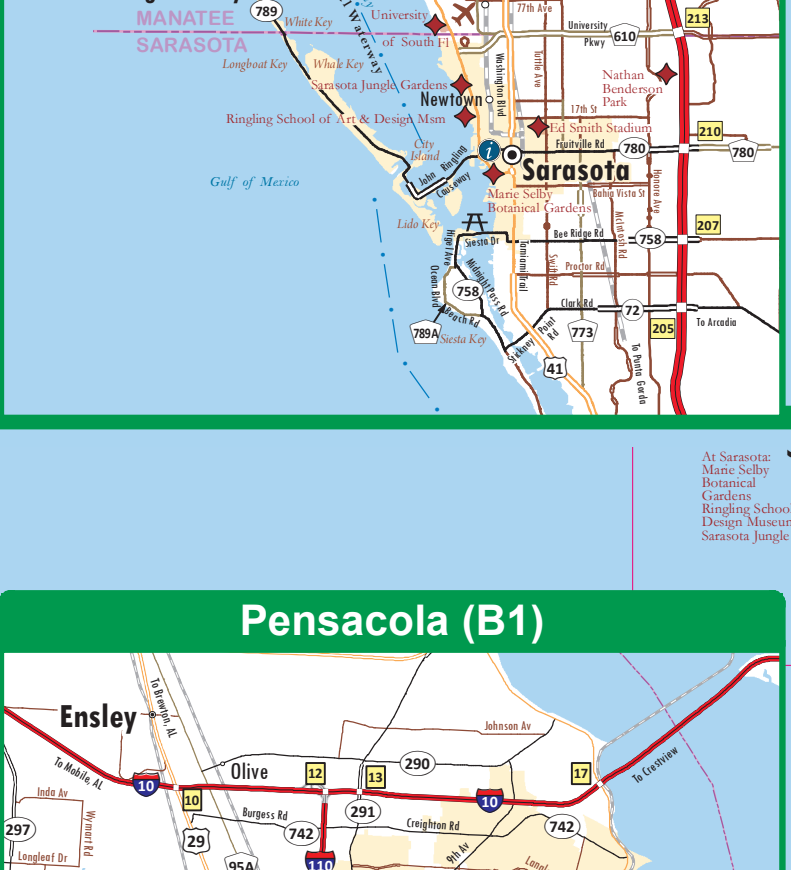 789
White Key
l Waterway
University
of South Fl
77th Ave
213
MANATEE
SARASOTA
University
Pkwy
610
Longboat Key
Whale Key
Tuttle Ave
Washington Blvd
Nathan
Benderson
Park
Sarasota Jungle Gardens
Newtown
17th St
Ringling School of Art & Design Msm
Ed Smith Stadium
210
City
Island
i
Fruitville Rd
780
780
John Ringling
Causeway
Sarasota
Gulf of Mexico
Honore Ave
Marie Selby
Botanical Gardens
Bahia Vista St
Lido Key
McIntosh Rd
207
Siesta Dr
Bee Ridge Rd
758
Higel Ave
Tamiami Trail
Swift Rd
Proctor Rd
Ocean Blvd
Midnight Pass Rd
758
Clark Rd
72
To Arcadia
Beach Rd
789A
Siesta Key
Stickney Point
Rd
773
205
41
To Punta Gorda
At Sarasota:
Marie Selby
Botanical
Gardens
Ringling School
Design Museum
Sarasota Jungle
Pensacola (B1)
Ensley
To Brewton, AL
Johnson Av
To Mobile, AL
Olive
290
12
13
17
To Crestview
10
10
10
Inda Av
291
Burgess Rd
742
Creighton Rd
742
297
Wymart Rd
29
Longleaf Dr
95A
110
9th Av
Langl